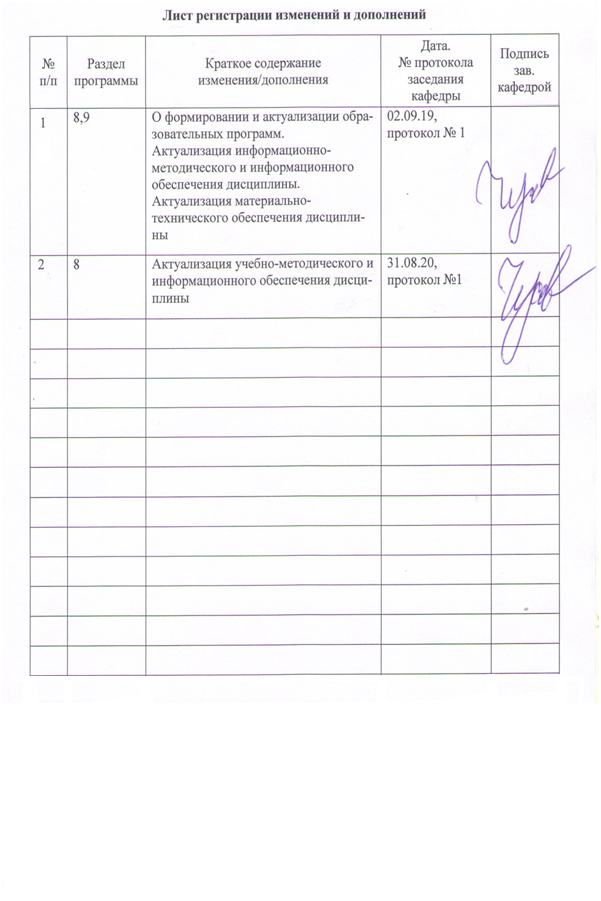 Лист регистрации изменений и дополнений
№
п/п
Раздел
программы
Краткое содержание
изменения/дополнения
Дата.
№ протокола
заседания
кафедры
Подпись
зав.
кафедрой
1
8,9
О формировании и актуализации обра-
зовательных программ.
Актуализация информационно-
методического и информационного
обеспечения дисциплины.
Актуализация материально-
технического обеспечения дисципли-
ны
02.09.19,
протокол № 1
2
8
Актуализация учебно-методического и
информационного обеспечения дисци-
плины
31.08.20,
протокол №1